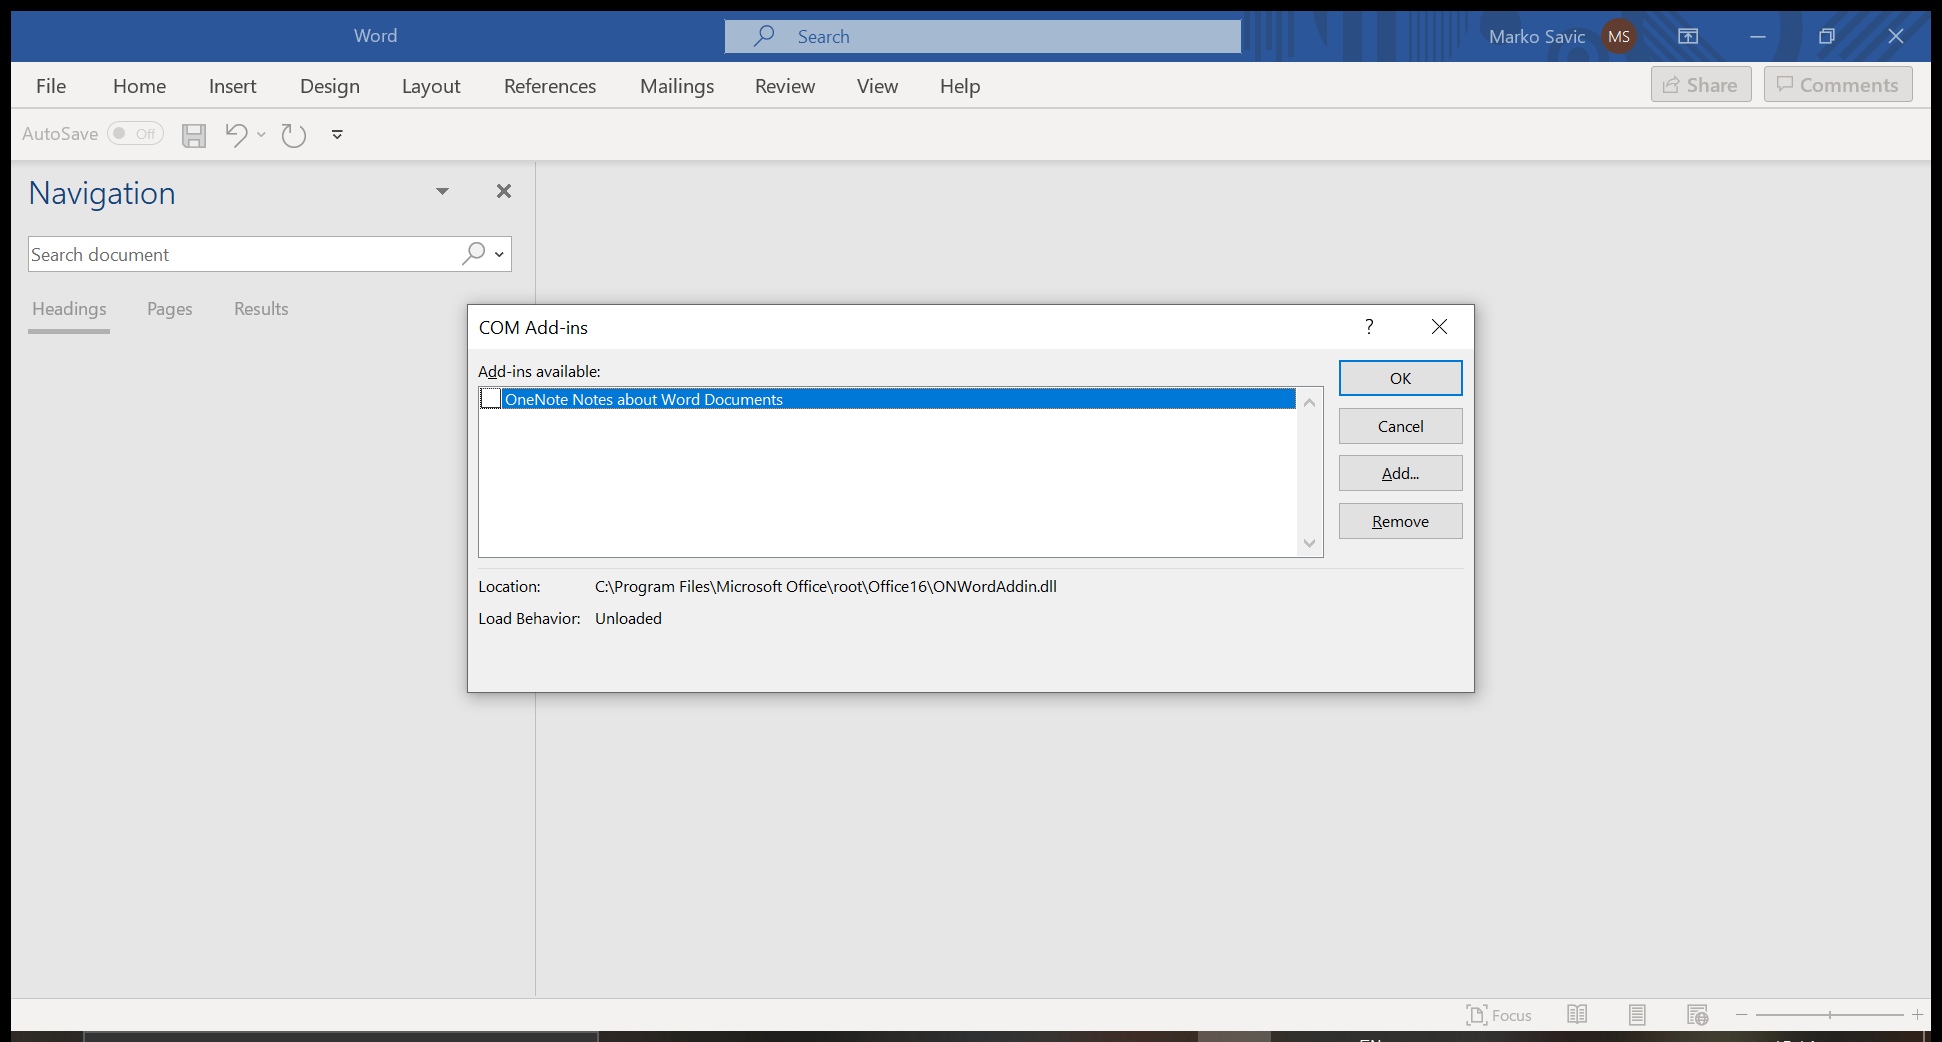 Word
Search
Marko Savic MS
File Home Insert Design Layout References Mailings Review View Help
Share Comments
AutoSave Off
Navigation
Search document
Headings Pages Results
COM Add-ins
?
Add-ins available:
OneNote Notes about Word Documents
OK
Cancel
Add...
Remove
Location: C:\Program Files\Microsoft Office\root\Office16\ONWordAddin.dll
Load Behavior: Unloaded
Focus